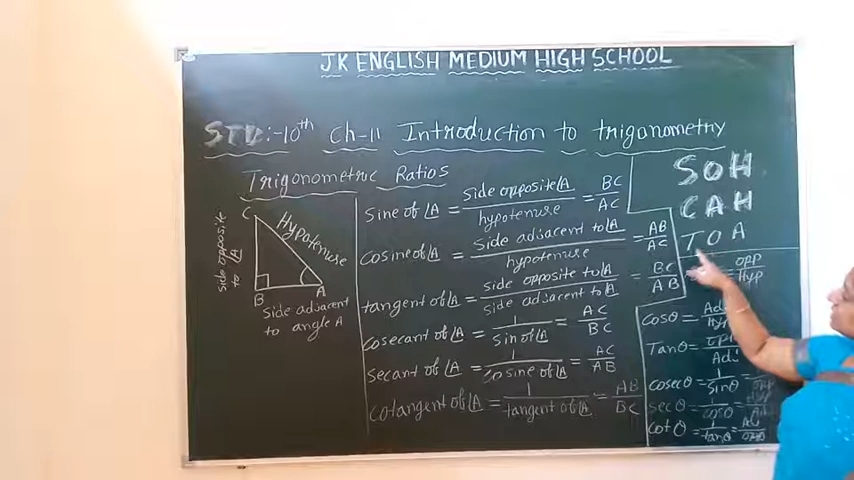 JK ENGLISH MEDIUM HIGH SCHOOL
STD:-10th Ch-11 Introduction to trigonometry
Trigonometric Ratios
C
Hypotenuse
side opposite to ∠A
B A
Side adjacent
to angle A
Sine of ∠A = side opposite ∠A / hypotenuse = BC / AC
cosine of ∠A = Side adjacent to ∠A / hypotenuse = AB / AC
tangent of ∠A = Side opposite to ∠A / side adjacent to ∠A = BC / AB
cosecant of ∠A = 1 / Sin of ∠A = AC / BC
secant of ∠A = 1 / cosine of ∠A = AC / AB
cotangent of ∠A = 1 / tangent of ∠A = AB / BC
SOH
CAH
TOA
= opp / Hyp
Cosθ =
Tanθ =
cosecθ = 1 / sinθ =
secθ = 1 / cosθ =
cotθ = 1 / tanθ =